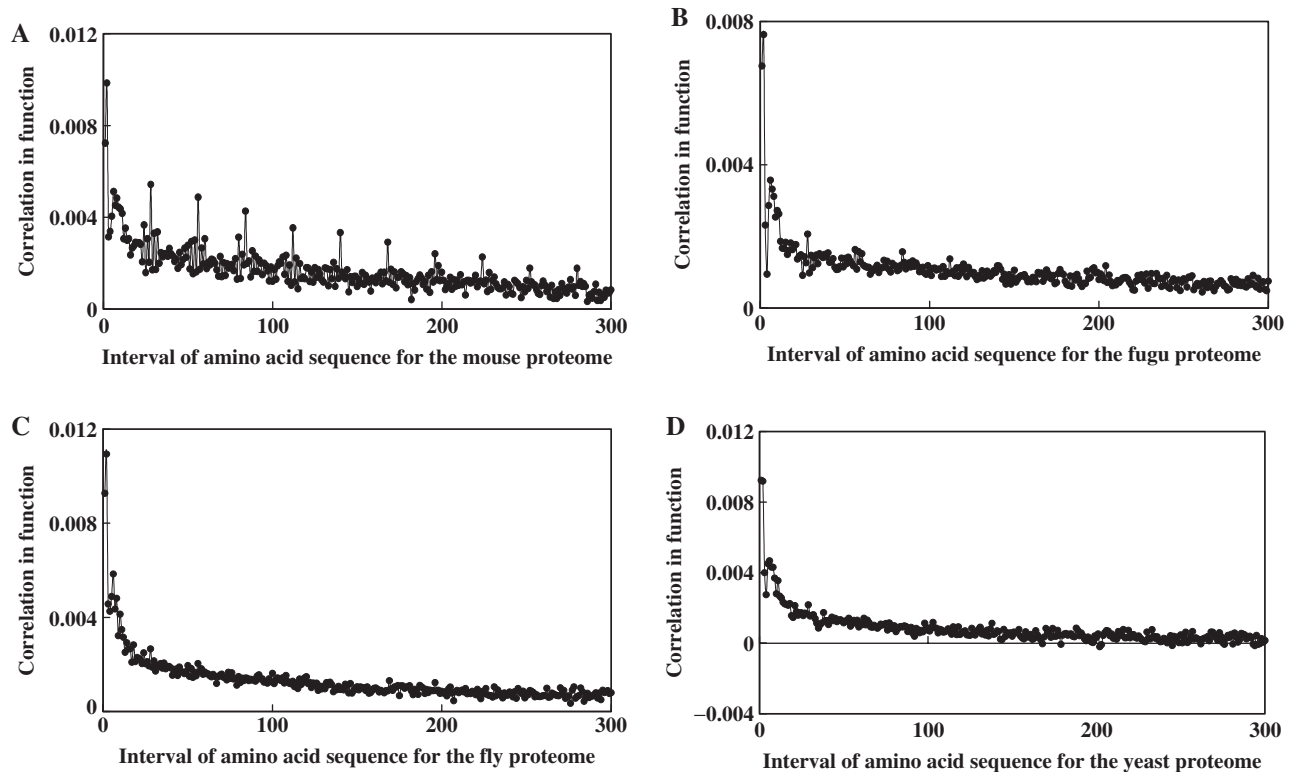 A
0.012
0.008
0.004
0
0
100
200
300
Correlation in function
Interval of amino acid sequence for the mouse proteome
B
0.008
0.004
0
0
100
200
300
Correlation in function
Interval of amino acid sequence for the fugu proteome
C
0.012
0.008
0.004
0
0
100
200
300
Correlation in function
Interval of amino acid sequence for the fly proteome
D
0.012
0.008
0.004
0
−0.004
0
100
200
300
Correlation in function
Interval of amino acid sequence for the yeast proteome